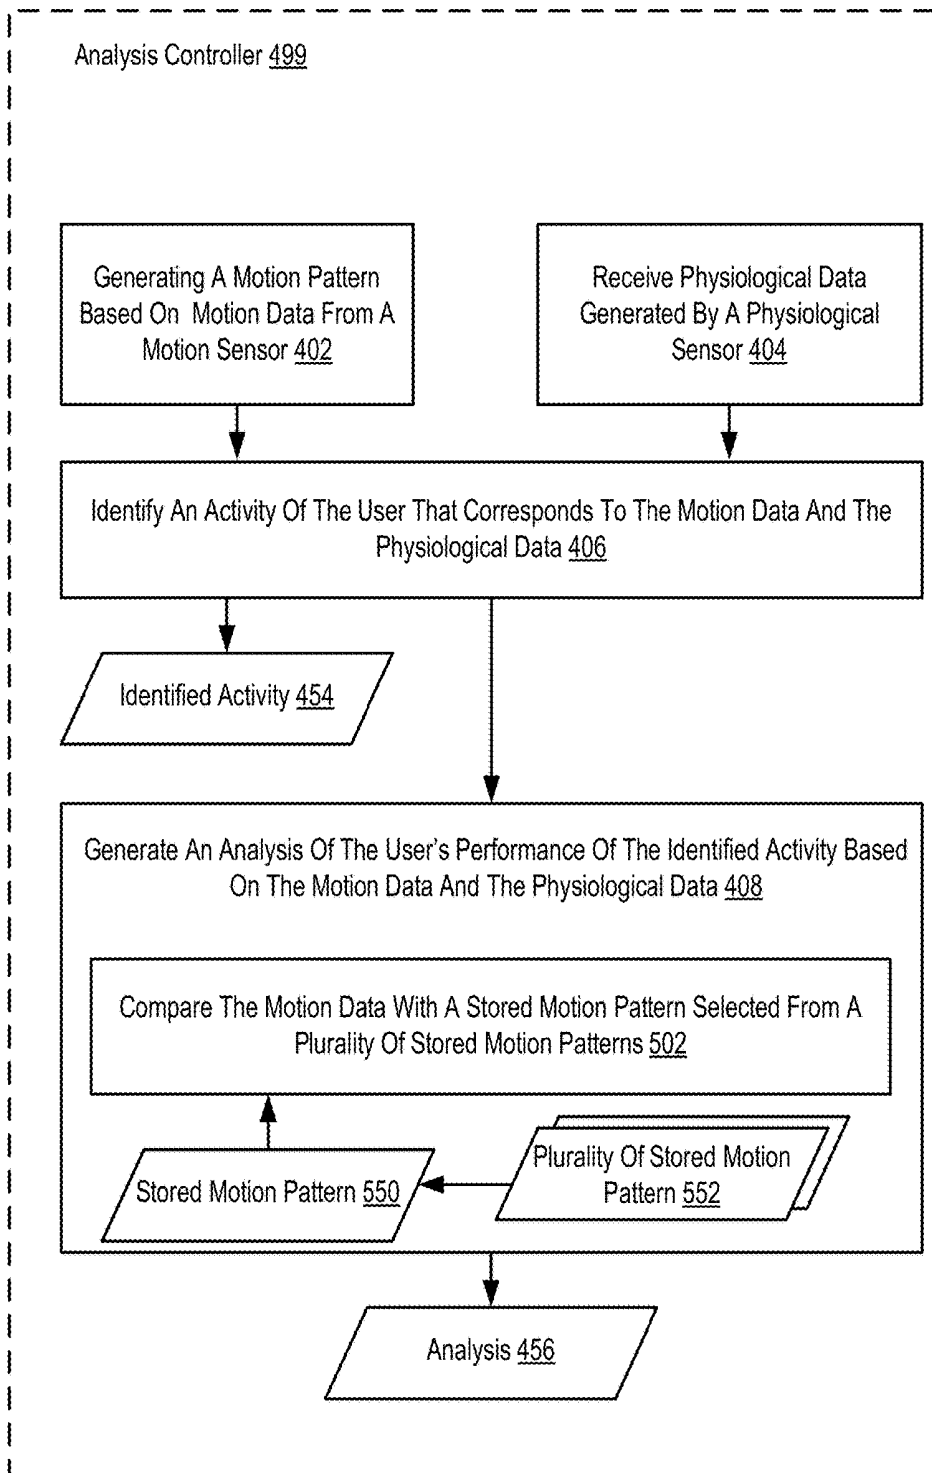 Analysis Controller 499
Generating A Motion Pattern
Based On Motion Data From A
Motion Sensor 402
Receive Physiological Data
Generated By A Physiological
Sensor 404
Identify An Activity Of The User That Corresponds To The Motion Data And The
Physiological Data 406
Identified Activity 454
Generate An Analysis Of The User's Performance Of The Identified Activity Based
On The Motion Data And The Physiological Data 408
Compare The Motion Data With A Stored Motion Pattern Selected From A
Plurality Of Stored Motion Patterns 502
Stored Motion Pattern 550
Plurality Of Stored Motion
Pattern 552
Analysis 456